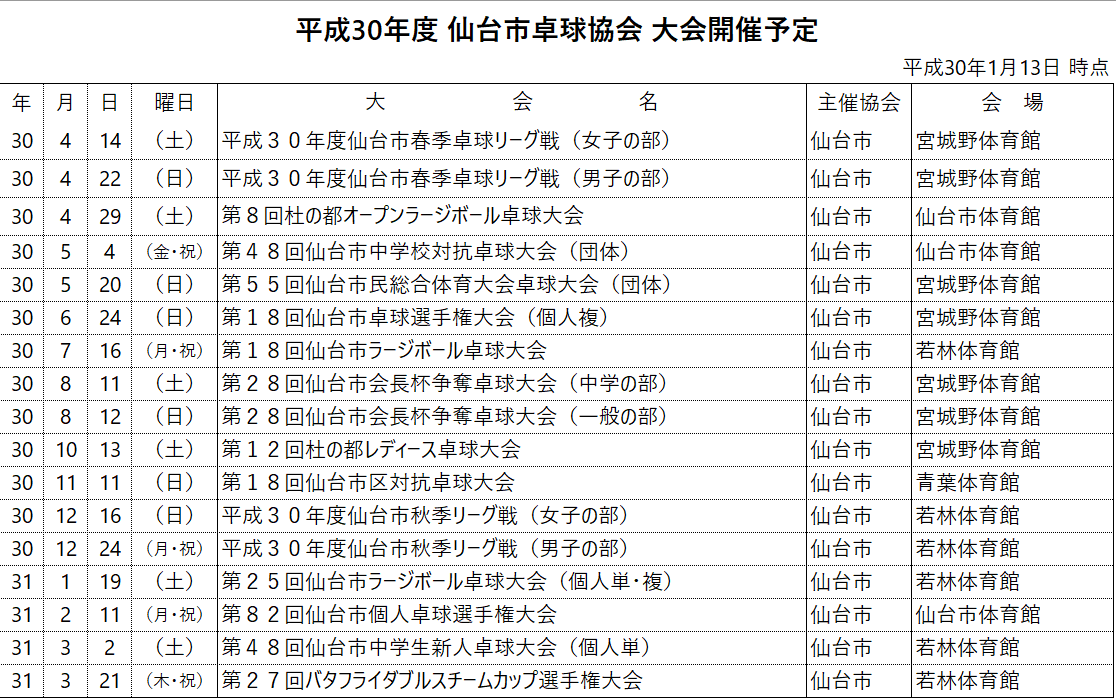 平成30年度 仙台市卓球協会 大会開催予定
平成30年1月13日 時点
年 月 日 曜日 大 会 名 主催協会 会 場
30 4 14 （土） 平成３０年度仙台市春季卓球リーグ戦（女子の部） 仙台市 宮城野体育館
30 4 22 （日） 平成３０年度仙台市春季卓球リーグ戦（男子の部） 仙台市 宮城野体育館
30 4 29 （土） 第８回杜の都オープンラージボール卓球大会 仙台市 仙台市体育館
30 5 4 （金・祝） 第４８回仙台市中学校対抗卓球大会（団体） 仙台市 仙台市体育館
30 5 20 （日） 第５５回仙台市民総合体育大会卓球大会（団体） 仙台市 宮城野体育館
30 6 24 （日） 第１８回仙台市卓球選手権大会（個人複） 仙台市 宮城野体育館
30 7 16 （月・祝） 第１８回仙台市ラージボール卓球大会 仙台市 若林体育館
30 8 11 （土） 第２８回仙台市会長杯争奪卓球大会（中学の部） 仙台市 宮城野体育館
30 8 12 （日） 第２８回仙台市会長杯争奪卓球大会（一般の部） 仙台市 宮城野体育館
30 10 13 （土） 第１２回杜の都レディース卓球大会 仙台市 宮城野体育館
30 11 11 （日） 第１８回仙台市区対抗卓球大会 仙台市 青葉体育館
30 12 16 （日） 平成３０年度仙台市秋季リーグ戦（女子の部） 仙台市 若林体育館
30 12 24 （月・祝） 平成３０年度仙台市秋季リーグ戦（男子の部） 仙台市 若林体育館
31 1 19 （土） 第２５回仙台市ラージボール卓球大会（個人単・複） 仙台市 若林体育館
31 2 11 （月・祝） 第８２回仙台市個人卓球選手権大会 仙台市 仙台市体育館
31 3 2 （土） 第４８回仙台市中学生新人卓球大会（個人単） 仙台市 若林体育館
31 3 21 （木・祝） 第２７回バタフライダブルスチームカップ選手権大会 仙台市 若林体育館